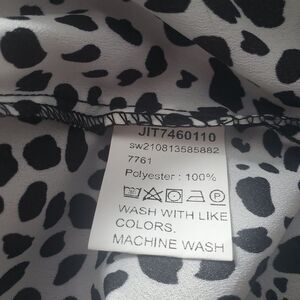 JIT7460110
sw210813585882
7761
Polyester : 100%
P
WASH WITH LIKE
COLORS.
MACHINE WASH